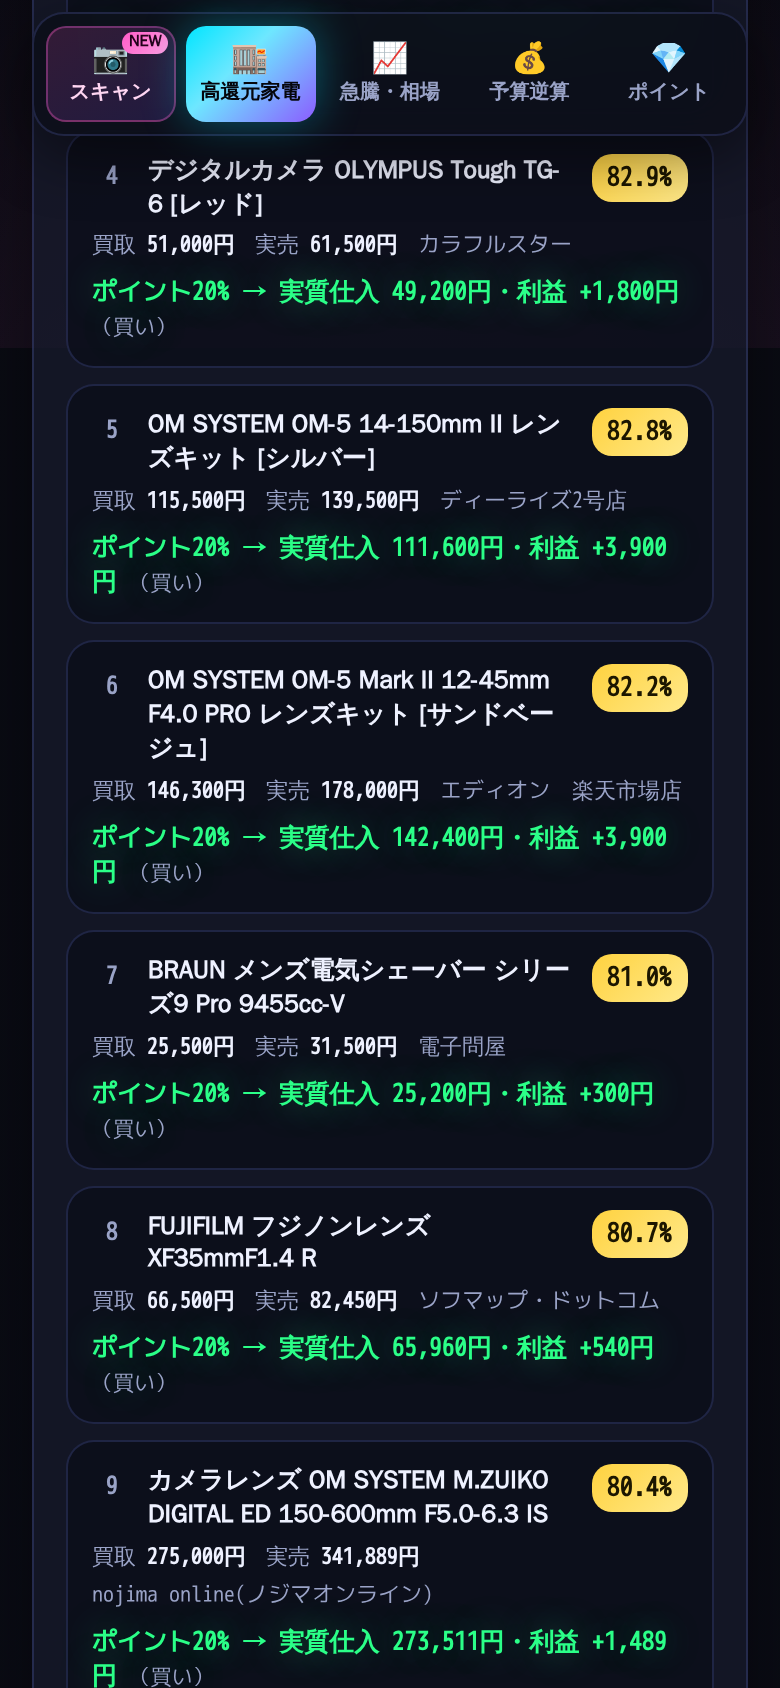 NEW
スキャン
高還元家電
急騰・相場
予算逆算
ポイント
4
デジタルカメラ OLYMPUS Tough TG-
6 [レッド]
82.9%
買取 51,000円 実売 61,500円 カラフルスター
ポイント20% → 実質仕入 49,200円・利益 +1,800円
（買い）
5
OM SYSTEM OM-5 14-150mm II レン
ズキット [シルバー]
82.8%
買取 115,500円 実売 139,500円 ディーライズ2号店
ポイント20% → 実質仕入 111,600円・利益 +3,900
円 （買い）
6
OM SYSTEM OM-5 Mark II 12-45mm
F4.0 PRO レンズキット [サンドベー
ジュ]
82.2%
買取 146,300円 実売 178,000円 エディオン　楽天市場店
ポイント20% → 実質仕入 142,400円・利益 +3,900
円 （買い）
7
BRAUN メンズ電気シェーバー シリー
ズ9 Pro 9455cc-V
81.0%
買取 25,500円 実売 31,500円 電子問屋
ポイント20% → 実質仕入 25,200円・利益 +300円
（買い）
8
FUJIFILM フジノンレンズ
XF35mmF1.4 R
80.7%
買取 66,500円 実売 82,450円 ソフマップ・ドットコム
ポイント20% → 実質仕入 65,960円・利益 +540円
（買い）
9
カメラレンズ OM SYSTEM M.ZUIKO
DIGITAL ED 150-600mm F5.0-6.3 IS
80.4%
買取 275,000円 実売 341,889円
nojima online(ノジマオンライン)
ポイント20% → 実質仕入 273,511円・利益 +1,489
円 （買い）